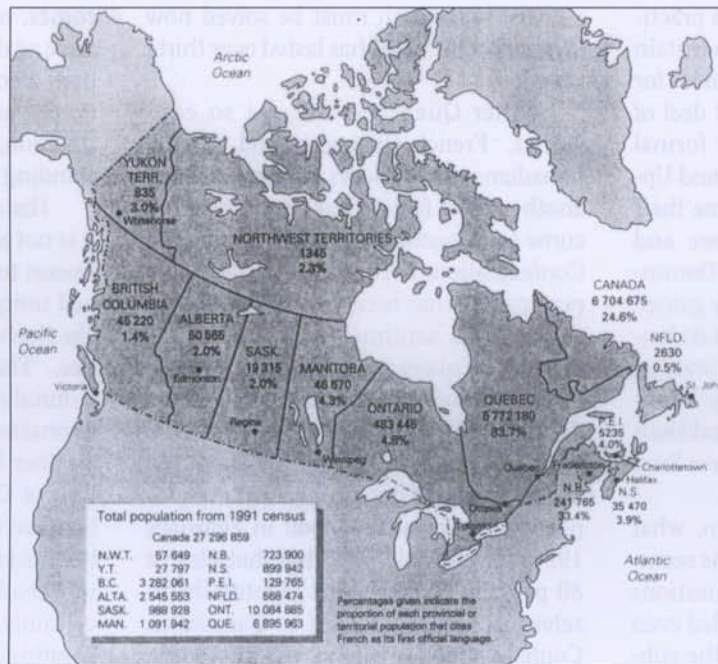 Arctic
Ocean
YUKON
TERR.
835
3.0%
Whitehorse
NORTHWEST TERRITORIES
1345
2.3%
BRITISH
COLUMBIA
45 220
1.4%
Pacific
Ocean
ALBERTA
50 565
2.0%
Edmonton
SASK.
19 315
2.0%
MANITOBA
46 670
4.3%
ONTARIO
483 446
4.8%
QUEBEC
5 772 180
83.7%
CANADA
6 704 675
24.6%
NFLD.
2630
0.5%
St. Joh
Victoria
Regina
Winnipeg
Quebec
Ottawa
Fredericton
P.E.I.
5235
4.0%
Charlottetown
Halifax
N.B.
241 765
33.4%
N.S.
35 470
3.9%
Atlantic
Ocean
Total population from 1991 census
Canada 27 296 859
N.W.T. 57 649 N.B. 723 900
Y.T. 27 797 N.S. 899 942
B.C. 3 282 061 P.E.I. 129 765
ALTA. 2 545 553 NFLD. 568 474
SASK. 988 928 ONT. 10 084 885
MAN. 1 091 942 QUE. 6 895 963
Percentages given indicate the
proportion of each provincial or
territorial population that cites
French as its first official language.